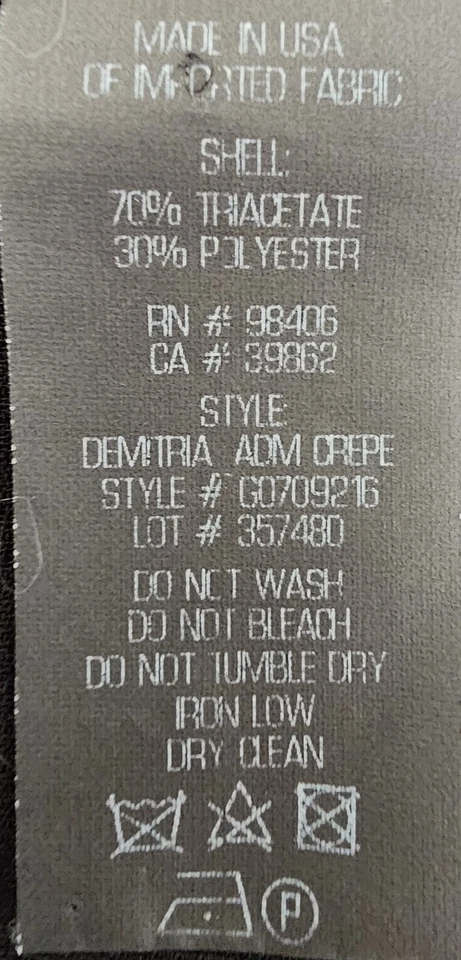 MADE IN USA
OF IMPORTED FABRIC
SHELL:
70% TRIACETATE
30% POLYESTER
RN # 98406
CA # 39862
STYLE:
DEMITRIA ADM CREPE
STYLE # G0709216
LOT # 357480
DO NOT WASH
DO NOT BLEACH
DO NOT TUMBLE DRY
IRON LOW
DRY CLEAN
P